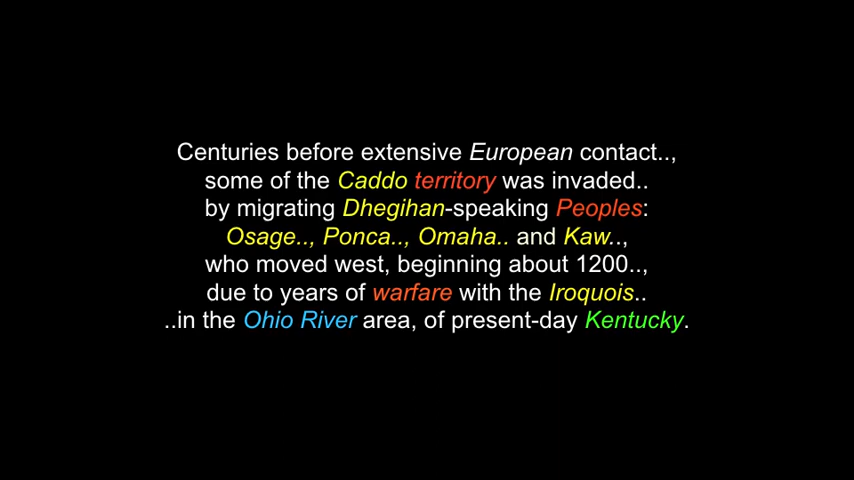 Centuries before extensive European contact..,
some of the Caddo territory was invaded..
by migrating Dhegihan-speaking Peoples:
Osage.., Ponca.., Omaha.. and Kaw..,
who moved west, beginning about 1200..,
due to years of warfare with the Iroquois..
..in the Ohio River area, of present-day Kentucky.